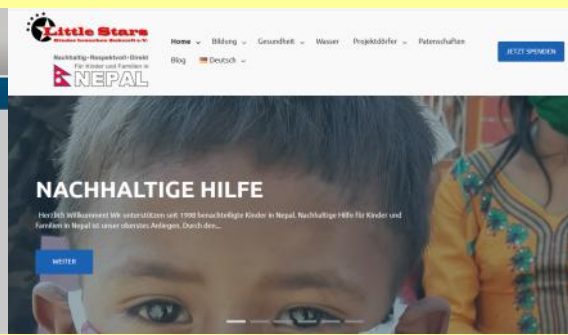 Little Stars
Kinder brauchen Zukunft e.V.
Nachhaltig-Respektvoll-Direkt
Für Kinder und Familien in
NEPAL
Home Bildung Gesundheit Wasser Projektdörfer Patenschaften
Blog Deutsch
JETZT SPENDEN
NACHHALTIGE HILFE
Herzlich Willkommen! Wir unterstützen seit 1998 benachteiligte Kinder in Nepal. Nachhaltige Hilfe für Kinder und
Familien in Nepal ist unser oberstes Anliegen. Durch den...
WEITER